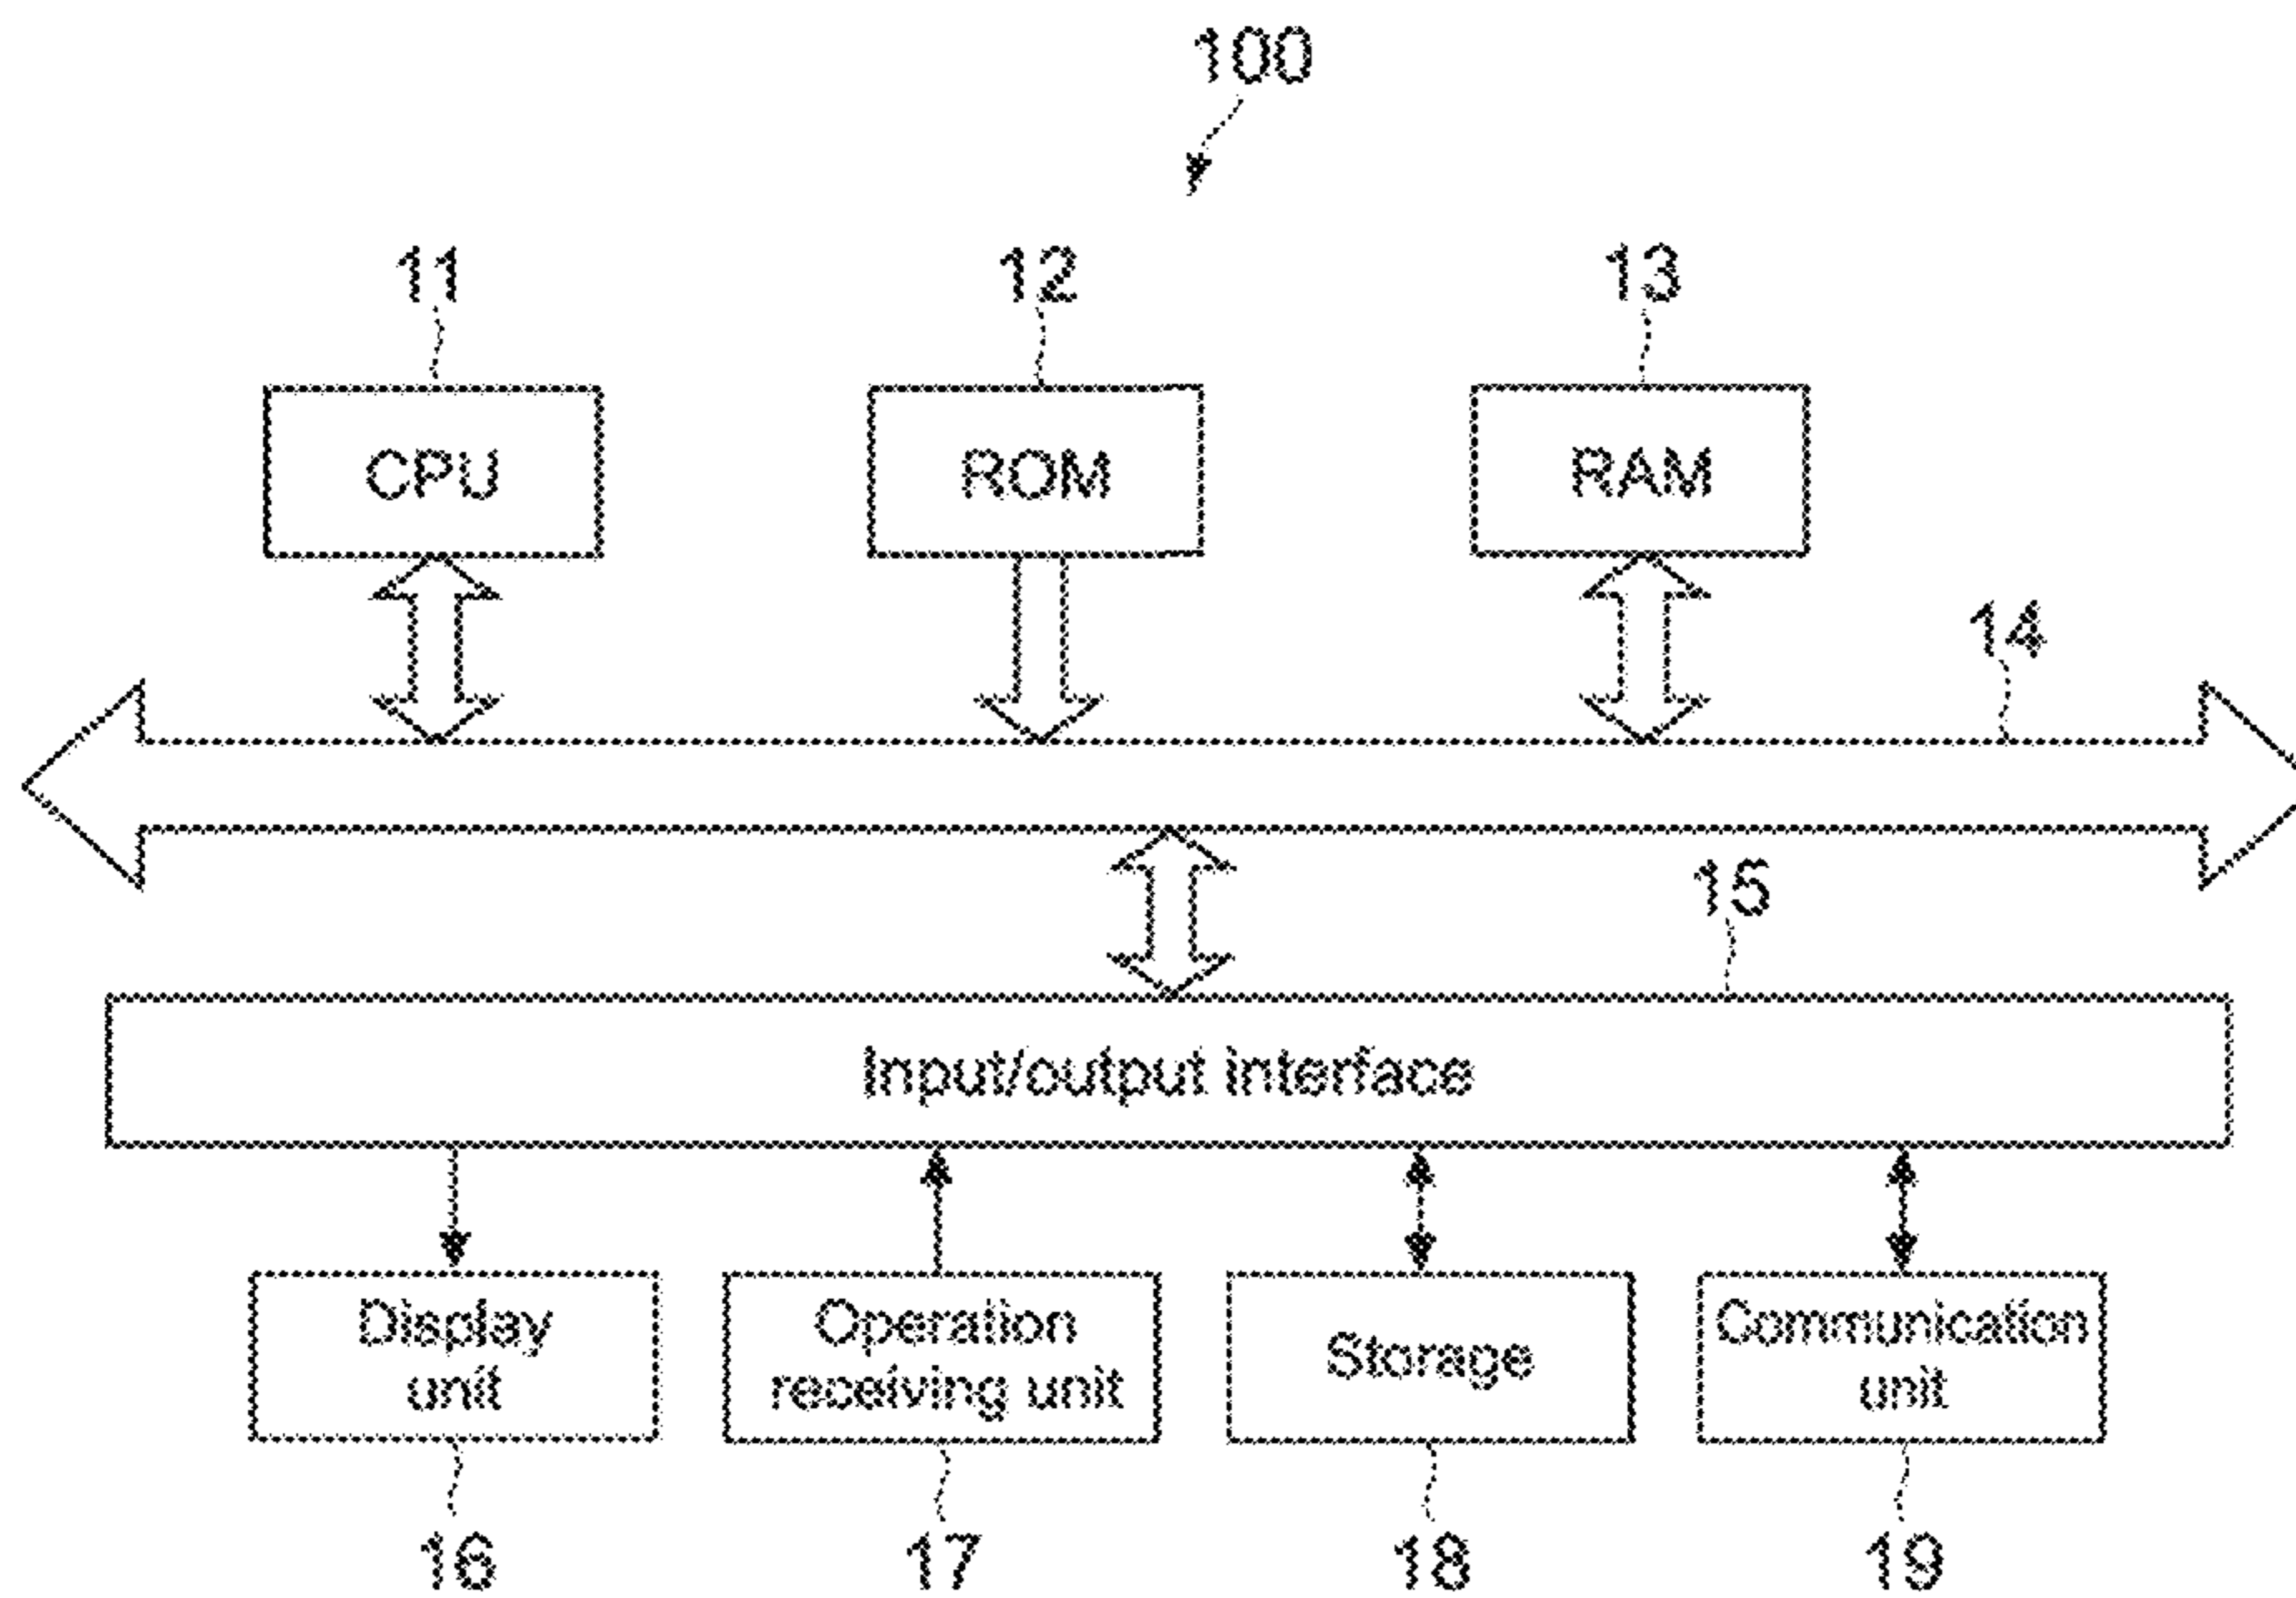 100
11
12
13
CPU
ROM
RAM
14
15
Input/output interface
Display
unit
Operation
receiving unit
Storage
Communication
unit
16
17
18
19